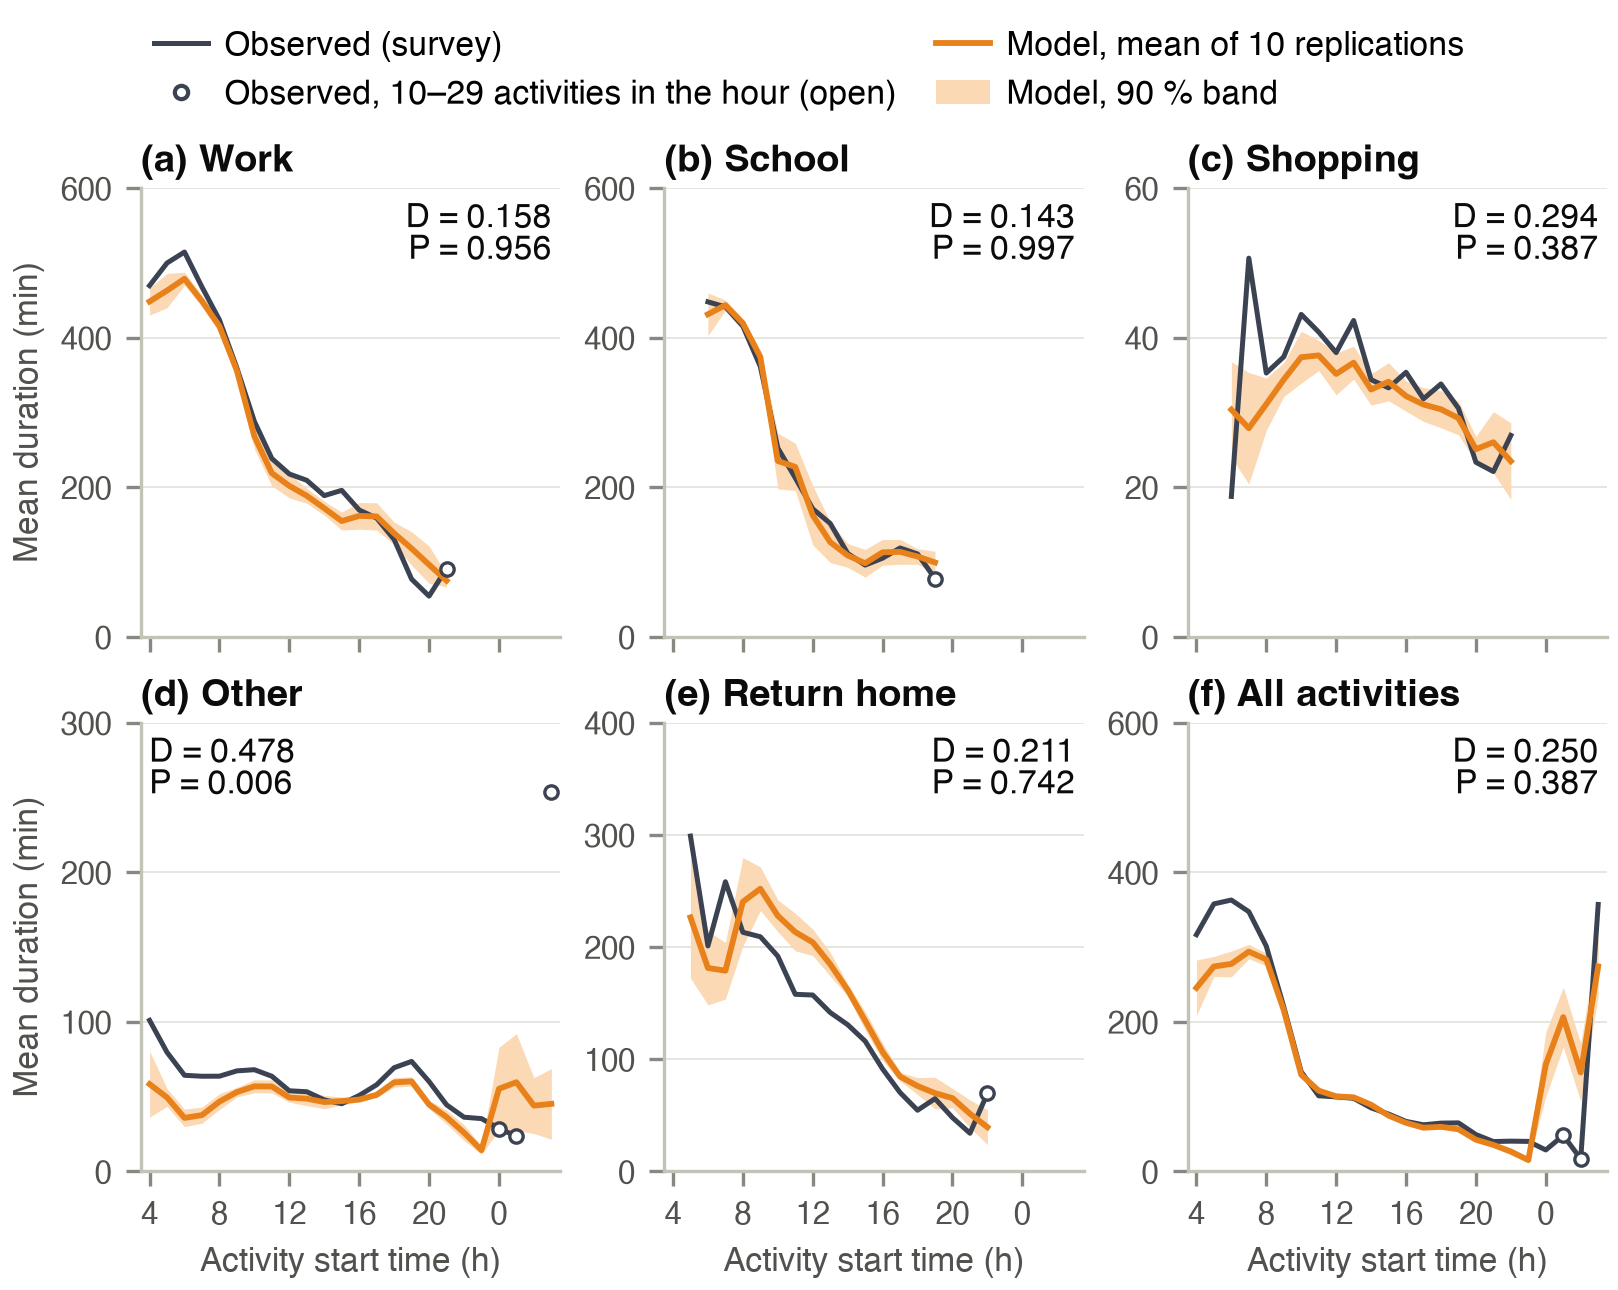 Observed (survey)
Model, mean of 10 replications
Observed, 10–29 activities in the hour (open)
Model, 90 % band
(a) Work
(b) School
(c) Shopping
Mean duration (min)
600
400
200
0
D = 0.158
P = 0.956
600
400
200
0
D = 0.143
P = 0.997
60
40
20
0
D = 0.294
P = 0.387
(d) Other
(e) Return home
(f) All activities
Mean duration (min)
300
200
100
0
D = 0.478
P = 0.006
400
300
200
100
0
D = 0.211
P = 0.742
600
400
200
0
D = 0.250
P = 0.387
4 8 12 16 20 0
4 8 12 16 20 0
4 8 12 16 20 0
Activity start time (h)
Activity start time (h)
Activity start time (h)